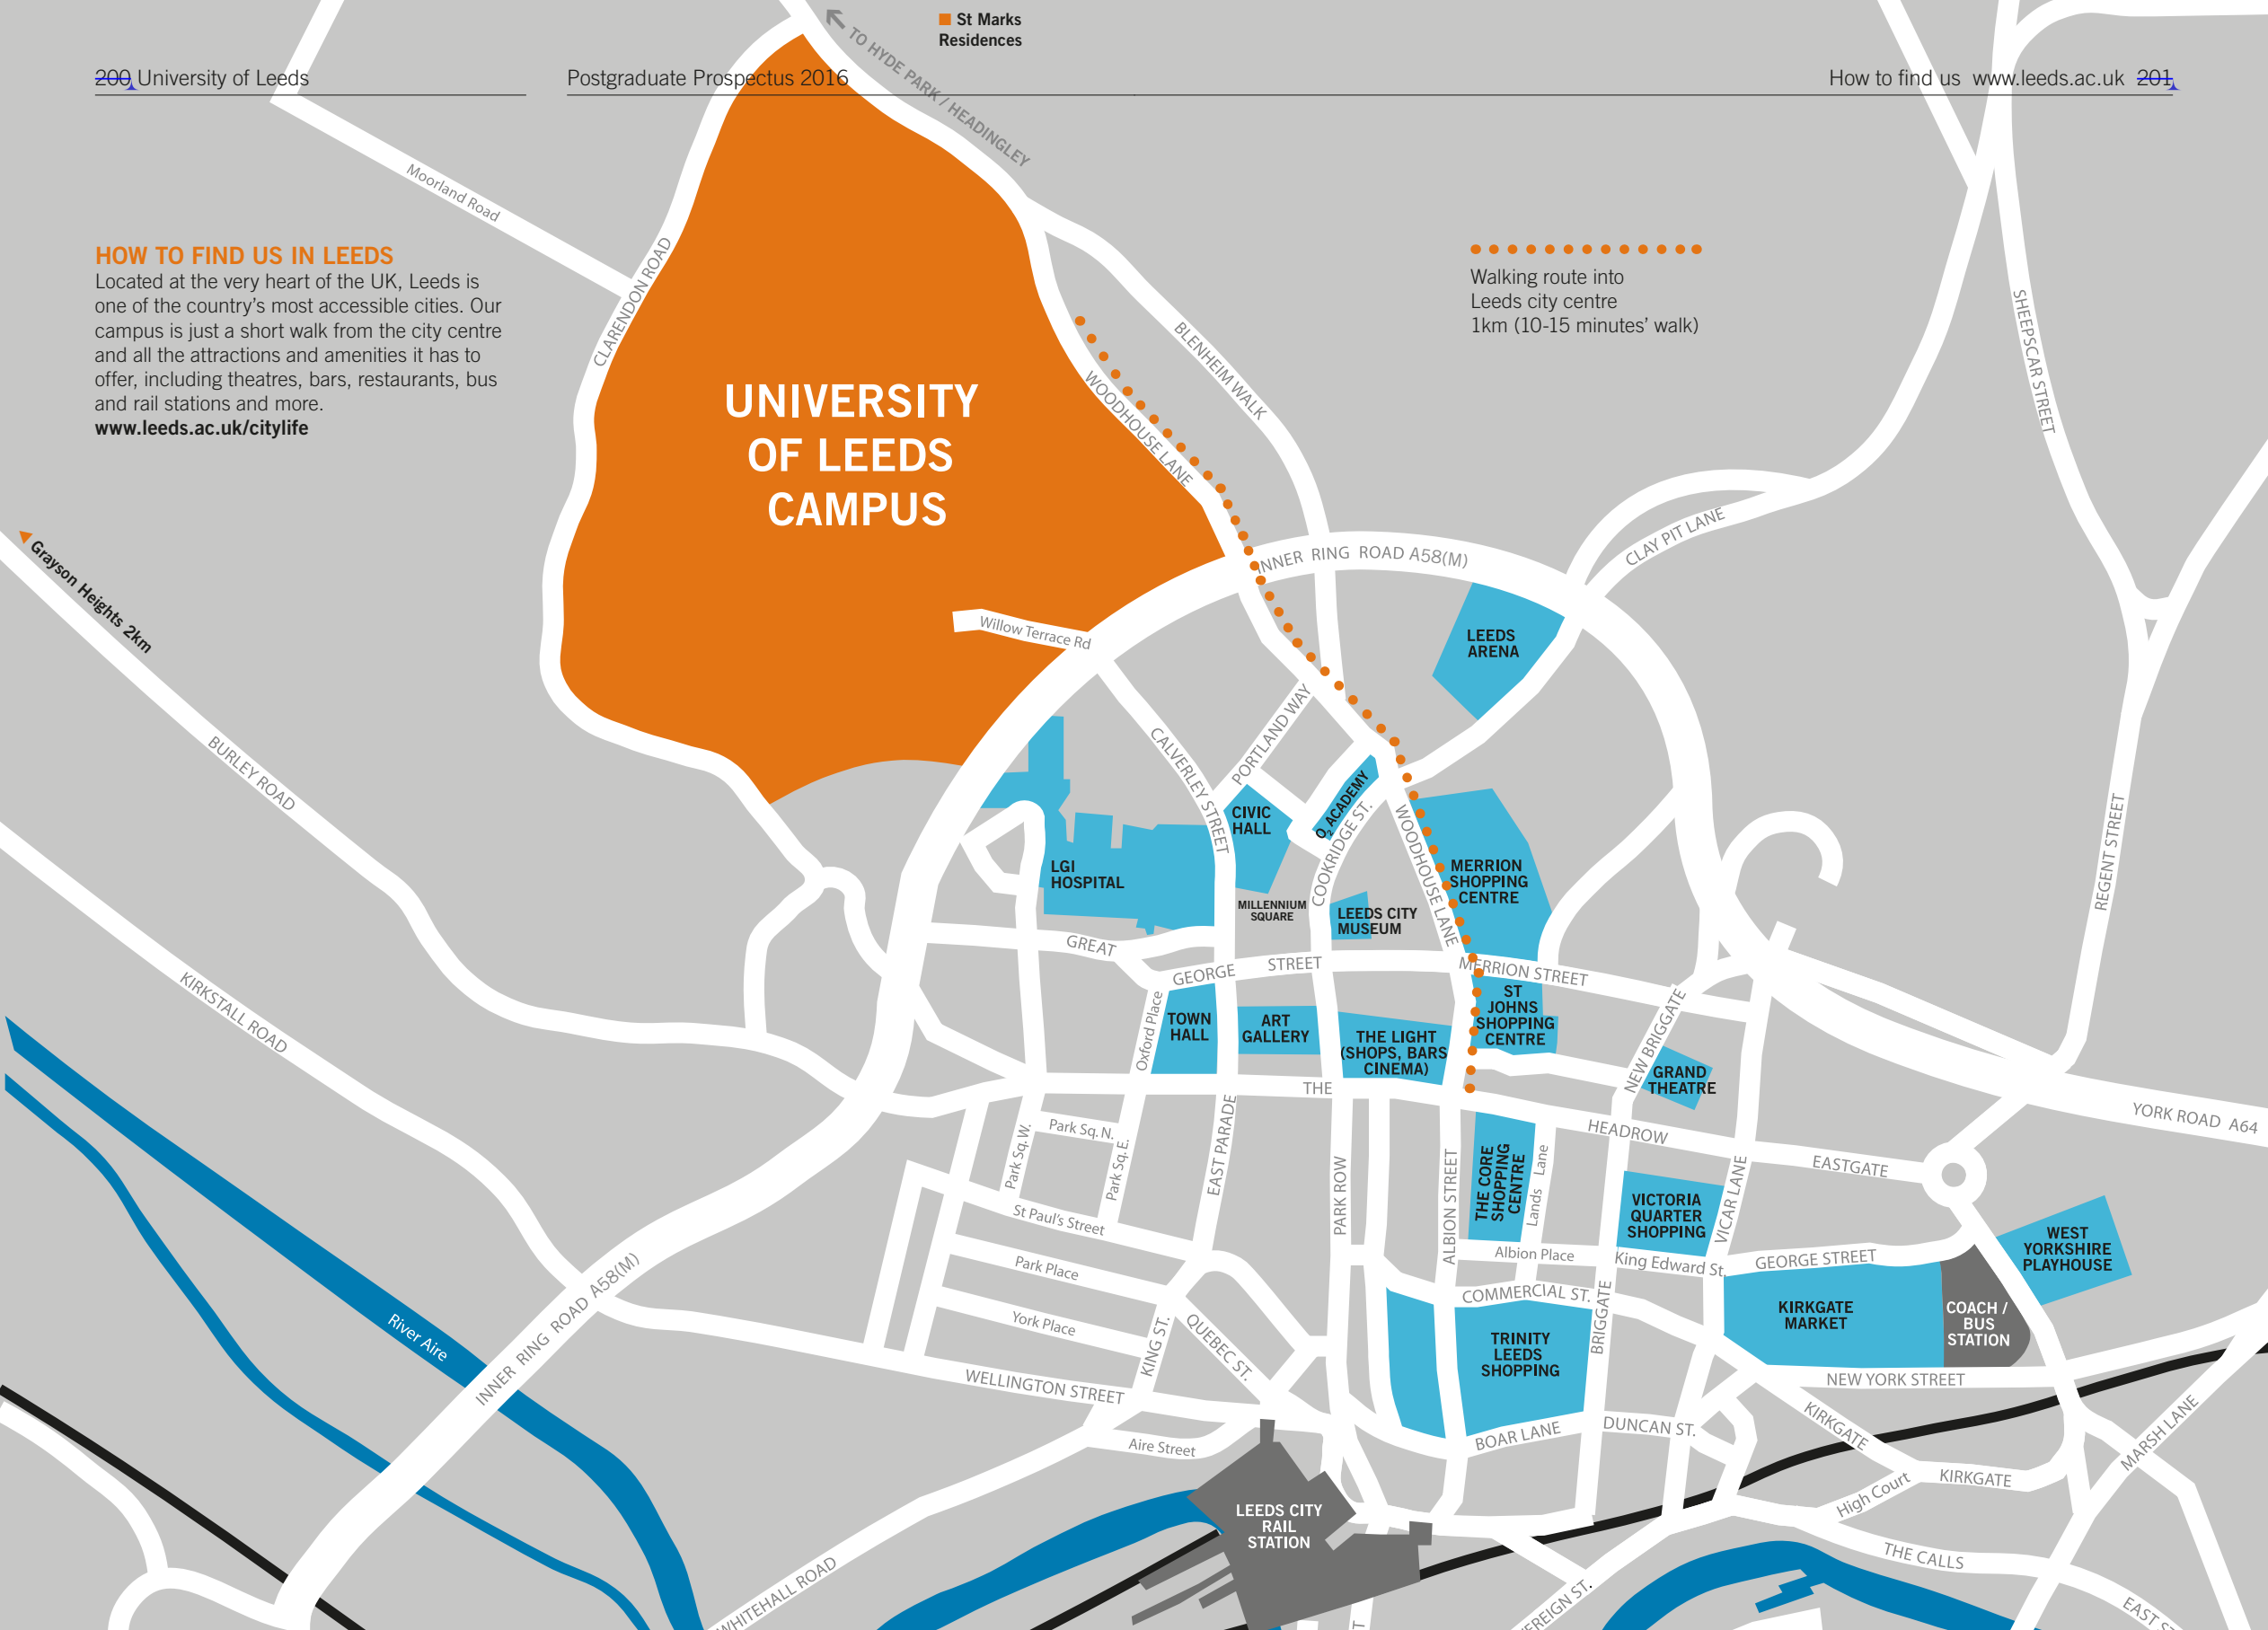 St Marks
Residences
TO HYDE PARK / HEADINGLEY
200 University of Leeds
Postgraduate Prospectus 2016
How to find us www.leeds.ac.uk 201
Moorland Road
CLARENDON ROAD
HOW TO FIND US IN LEEDS
Located at the very heart of the UK, Leeds is
one of the country's most accessible cities. Our
campus is just a short walk from the city centre
and all the attractions and amenities it has to
offer, including theatres, bars, restaurants, bus
and rail stations and more.
www.leeds.ac.uk/citylife
Walking route into
Leeds city centre
1km (10-15 minutes' walk)
UNIVERSITY
OF LEEDS
CAMPUS
WOODHOUSE LANE
BLENHEIM WALK
SHEEPSCAR STREET
CLAY PIT LANE
INNER RING ROAD A58(M)
Grayson Heights 2km
Willow Terrace Rd
LEEDS
ARENA
BURLEY ROAD
CALVERLEY STREET
PORTLAND WAY
O2 ACADEMY
COOKRIDGE ST.
CIVIC
HALL
WOODHOUSE LANE
MERRION
SHOPPING
CENTRE
REGENT STREET
LGI
HOSPITAL
MILLENNIUM
SQUARE
LEEDS CITY
MUSEUM
GREAT
GEORGE
STREET
MERRION STREET
KIRKSTALL ROAD
Oxford Place
TOWN
HALL
ART
GALLERY
THE LIGHT
(SHOPS, BARS
CINEMA)
ST
JOHNS
SHOPPING
CENTRE
NEW BRIGGATE
GRAND
THEATRE
THE
HEADROW
YORK ROAD A64
EASTGATE
Park Sq. N.
Park Sq. W.
Park Sq. E.
EAST PARADE
PARK ROW
ALBION STREET
THE CORE
SHOPPING
CENTRE
Lands Lane
VICTORIA
QUARTER
SHOPPING
VICAR LANE
WEST
YORKSHIRE
PLAYHOUSE
St Paul's Street
Albion Place
King Edward St.
GEORGE STREET
Park Place
COMMERCIAL ST.
BRIGGATE
KIRKGATE
MARKET
COACH /
BUS
STATION
York Place
KING ST.
QUEBEC ST.
TRINITY
LEEDS
SHOPPING
River Aire
INNER RING ROAD A58(M)
WELLINGTON STREET
NEW YORK STREET
Aire Street
BOAR LANE
DUNCAN ST.
KIRKGATE
KIRKGATE
MARSH LANE
High Court
LEEDS CITY
RAIL
STATION
THE CALLS
WHITEHALL ROAD
EREIGN ST.
EAST S
T